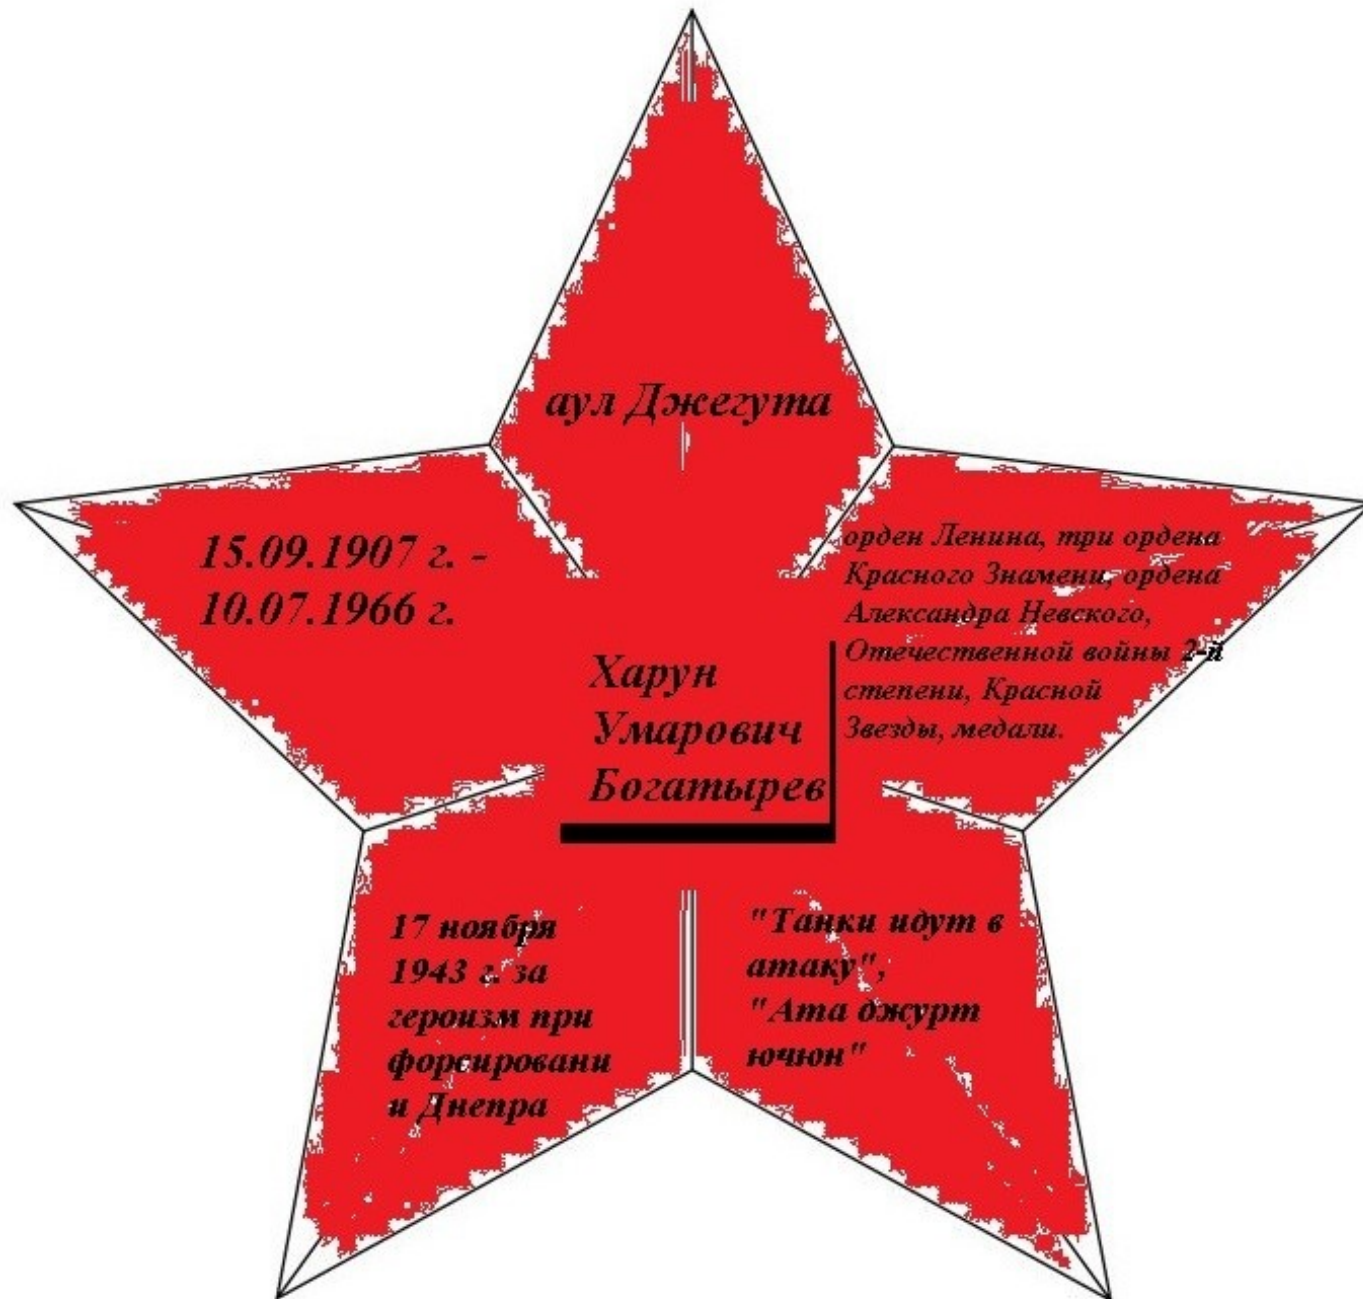 аул Джегута
15.09.1907 г. -
10.07.1966 г.
орден Ленина, три ордена
Красного Знамени, ордена
Александра Невского,
Отечественной войны 2-й
степени, Красной
Звезды, медали.
Харун
Умарович
Богатырев
17 ноября
1943 г. за
героизм при
форсировани
и Днепра
"Танки идут в
атаку",
"Ата джурт
ючюн"